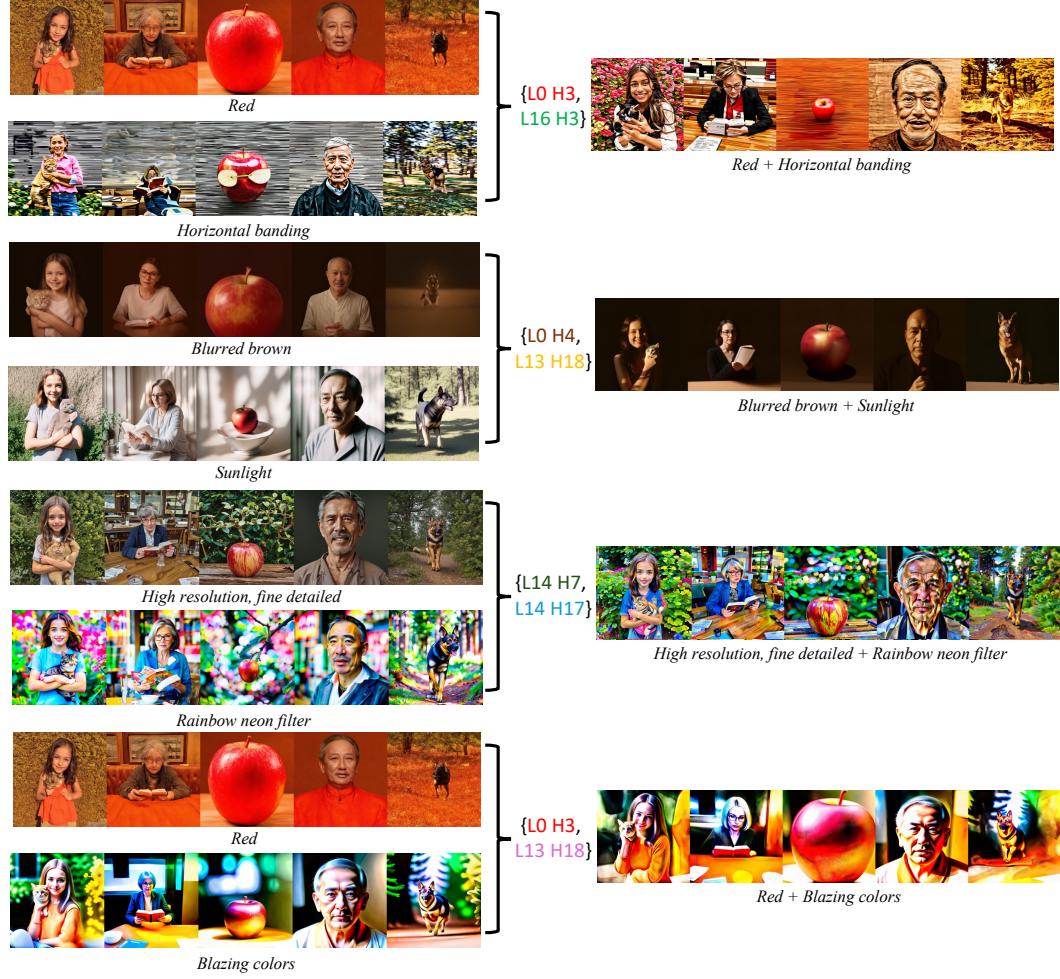 Red
{L0 H3,
L16 H3}
Red + Horizontal banding
Horizontal banding
Blurred brown
{L0 H4,
L13 H18}
Blurred brown + Sunlight
Sunlight
High resolution, fine detailed
{L14 H7,
L14 H17}
High resolution, fine detailed + Rainbow neon filter
Rainbow neon filter
Red
{L0 H3,
L13 H18}
Red + Blazing colors
Blazing colors